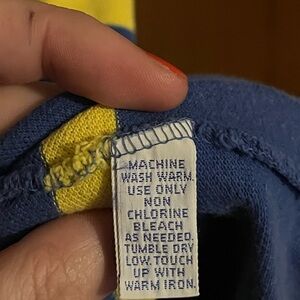 MACHINE
WASH WARM.
USE ONLY
NON
CHLORINE
BLEACH
AS NEEDED.
TUMBLE DRY
LOW. TOUCH
UP WITH
WARM IRON.